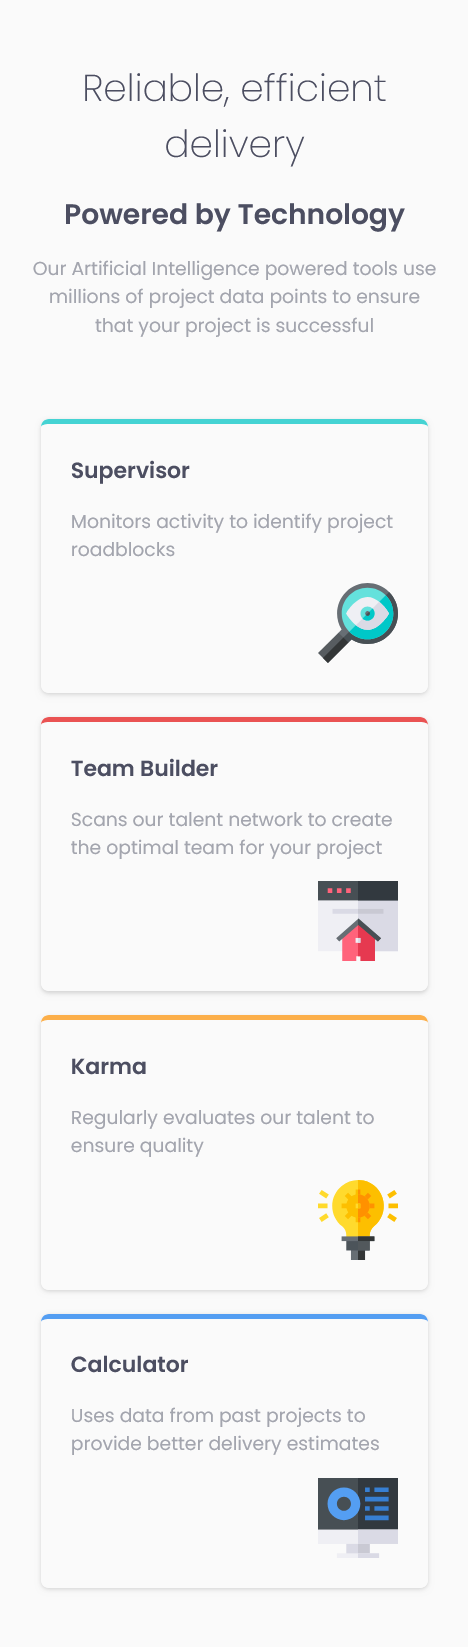 Reliable, efficient
delivery
Powered by Technology
Our Artificial Intelligence powered tools use
millions of project data points to ensure
that your project is successful
Supervisor
Monitors activity to identify project
roadblocks
Team Builder
Scans our talent network to create
the optimal team for your project
Karma
Regularly evaluates our talent to
ensure quality
Calculator
Uses data from past projects to
provide better delivery estimates